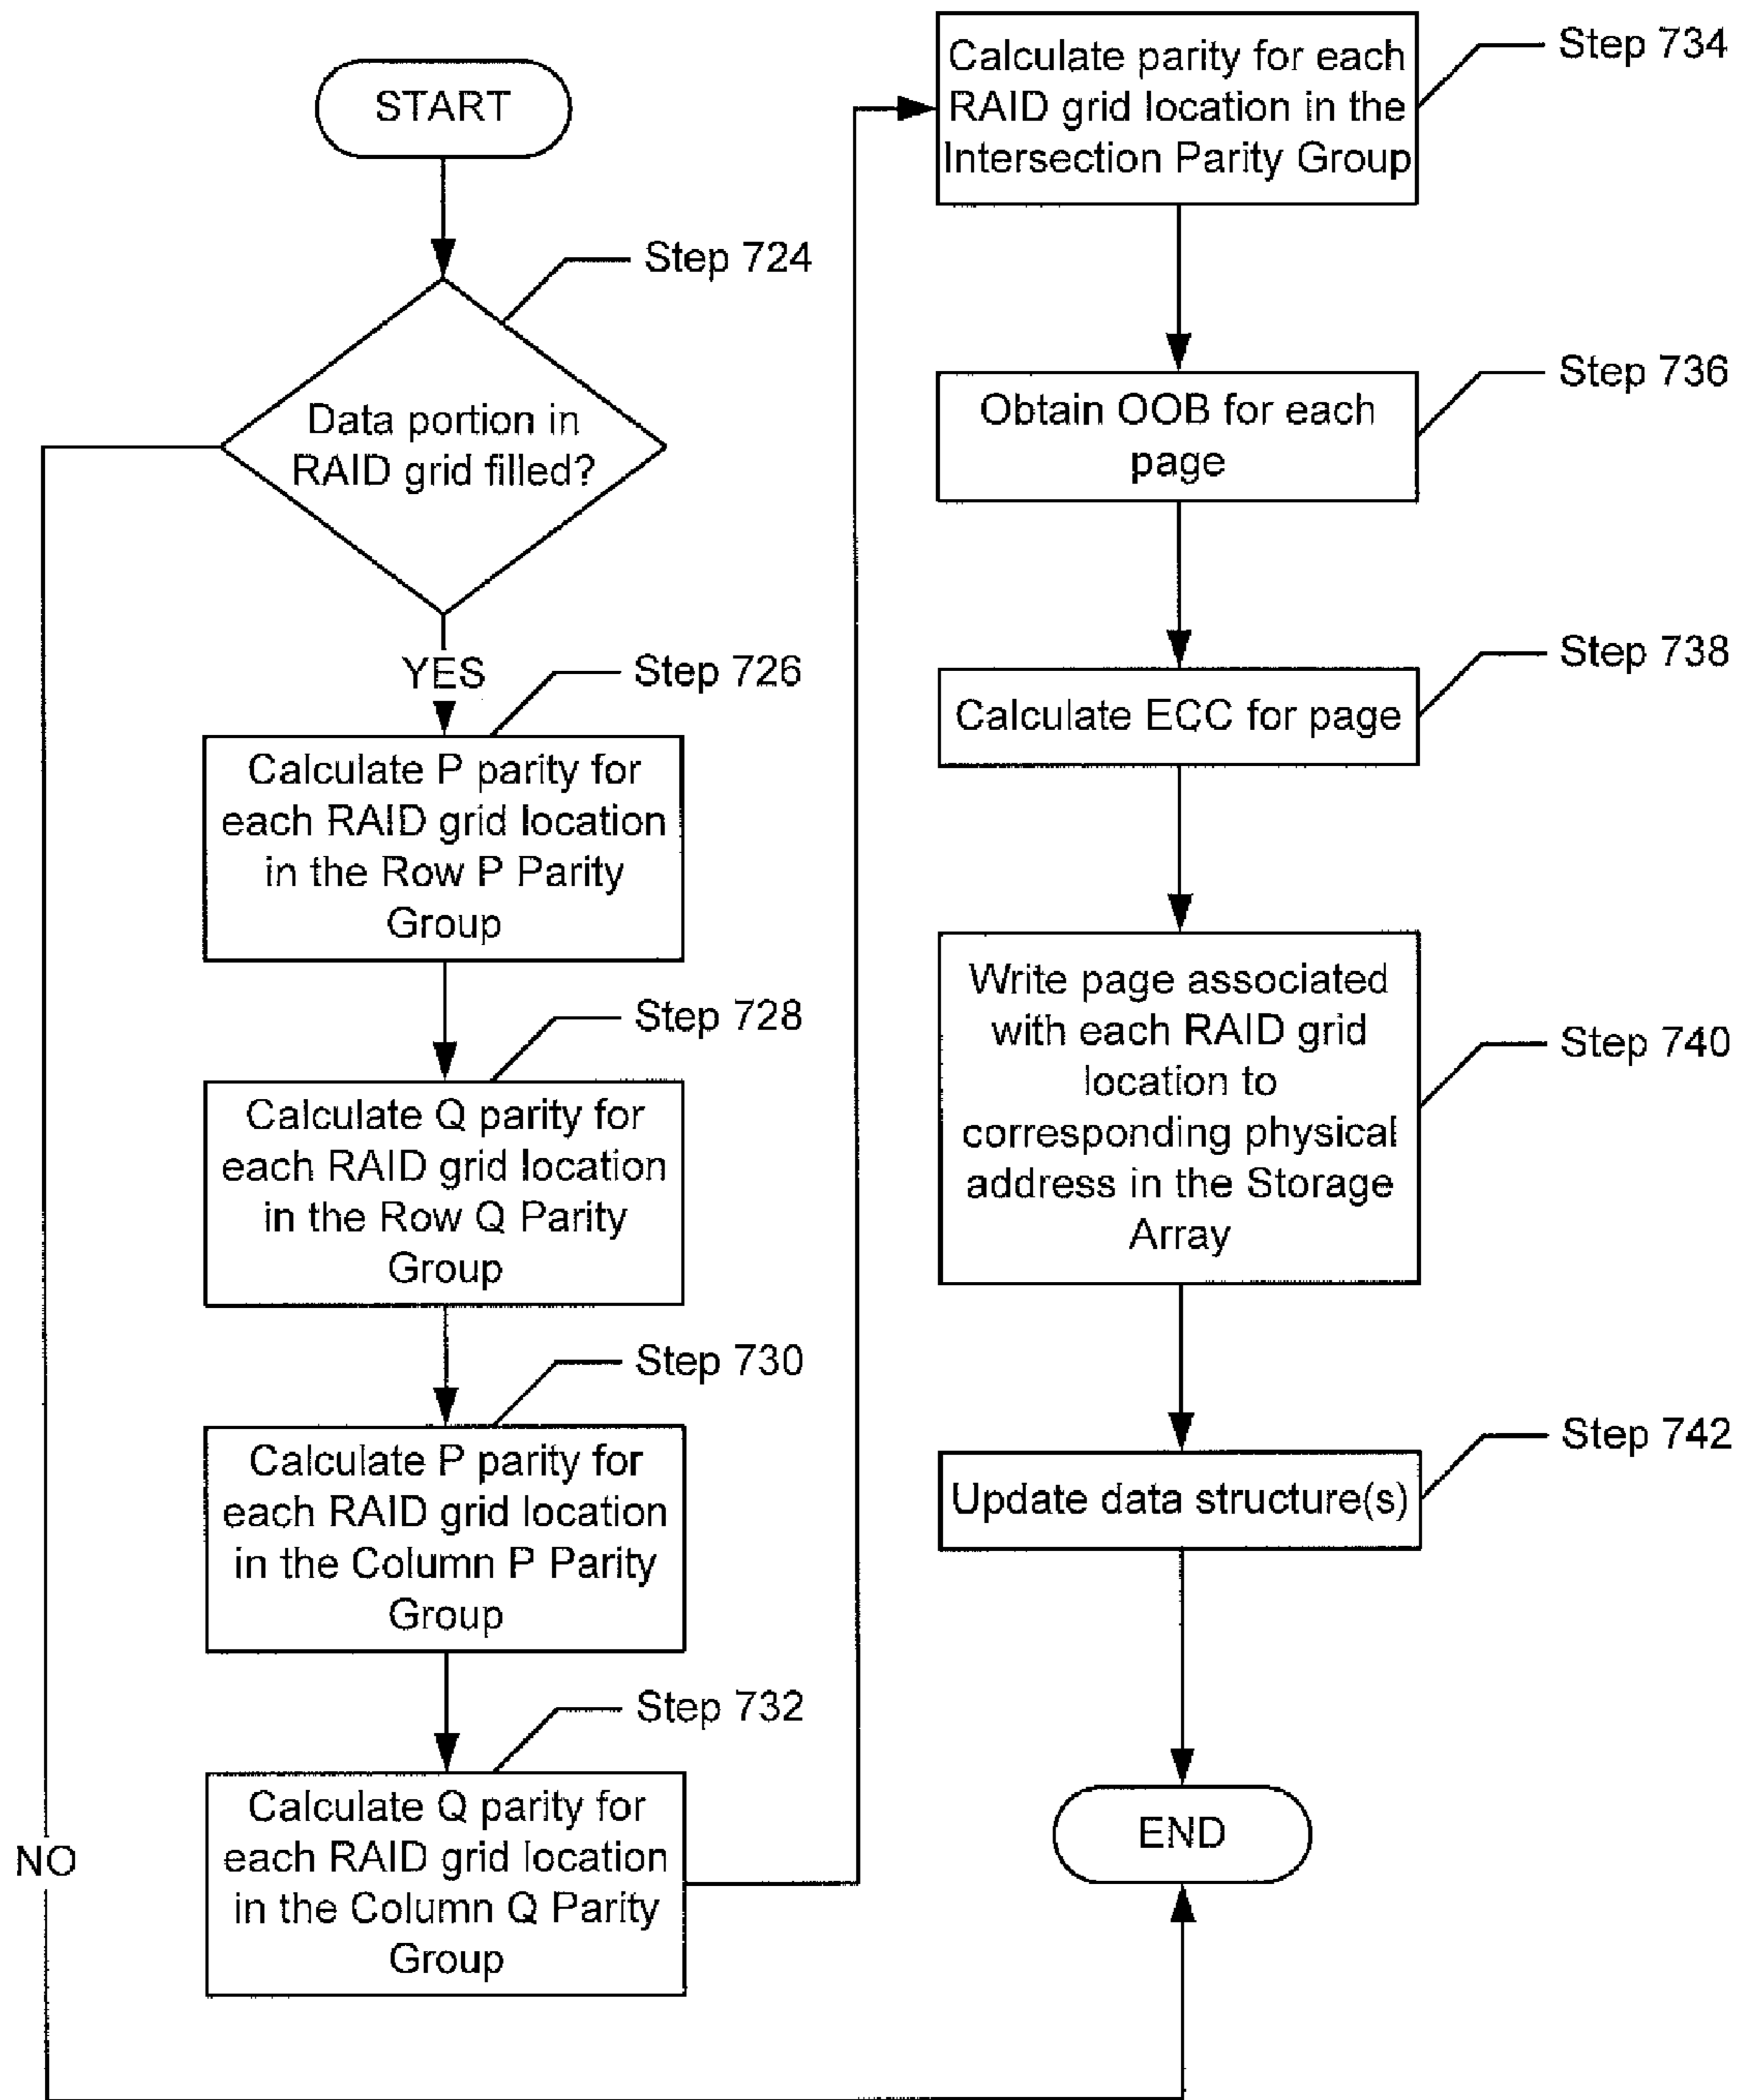 START
Step 724
Data portion in
RAID grid filled?
YES
Step 726
Calculate P parity for
each RAID grid location
in the Row P Parity
Group
Step 728
Calculate Q parity for
each RAID grid location
in the Row Q Parity
Group
Step 730
Calculate P parity for
each RAID grid location
in the Column P Parity
Group
Step 732
Calculate Q parity for
each RAID grid location
in the Column Q Parity
Group
NO
Step 734
Calculate parity for each
RAID grid location in the
Intersection Parity Group
Step 736
Obtain OOB for each
page
Step 738
Calculate ECC for page
Write page associated
with each RAID grid
location to
corresponding physical
address in the Storage
Array
Step 740
Step 742
Update data structure(s)
END